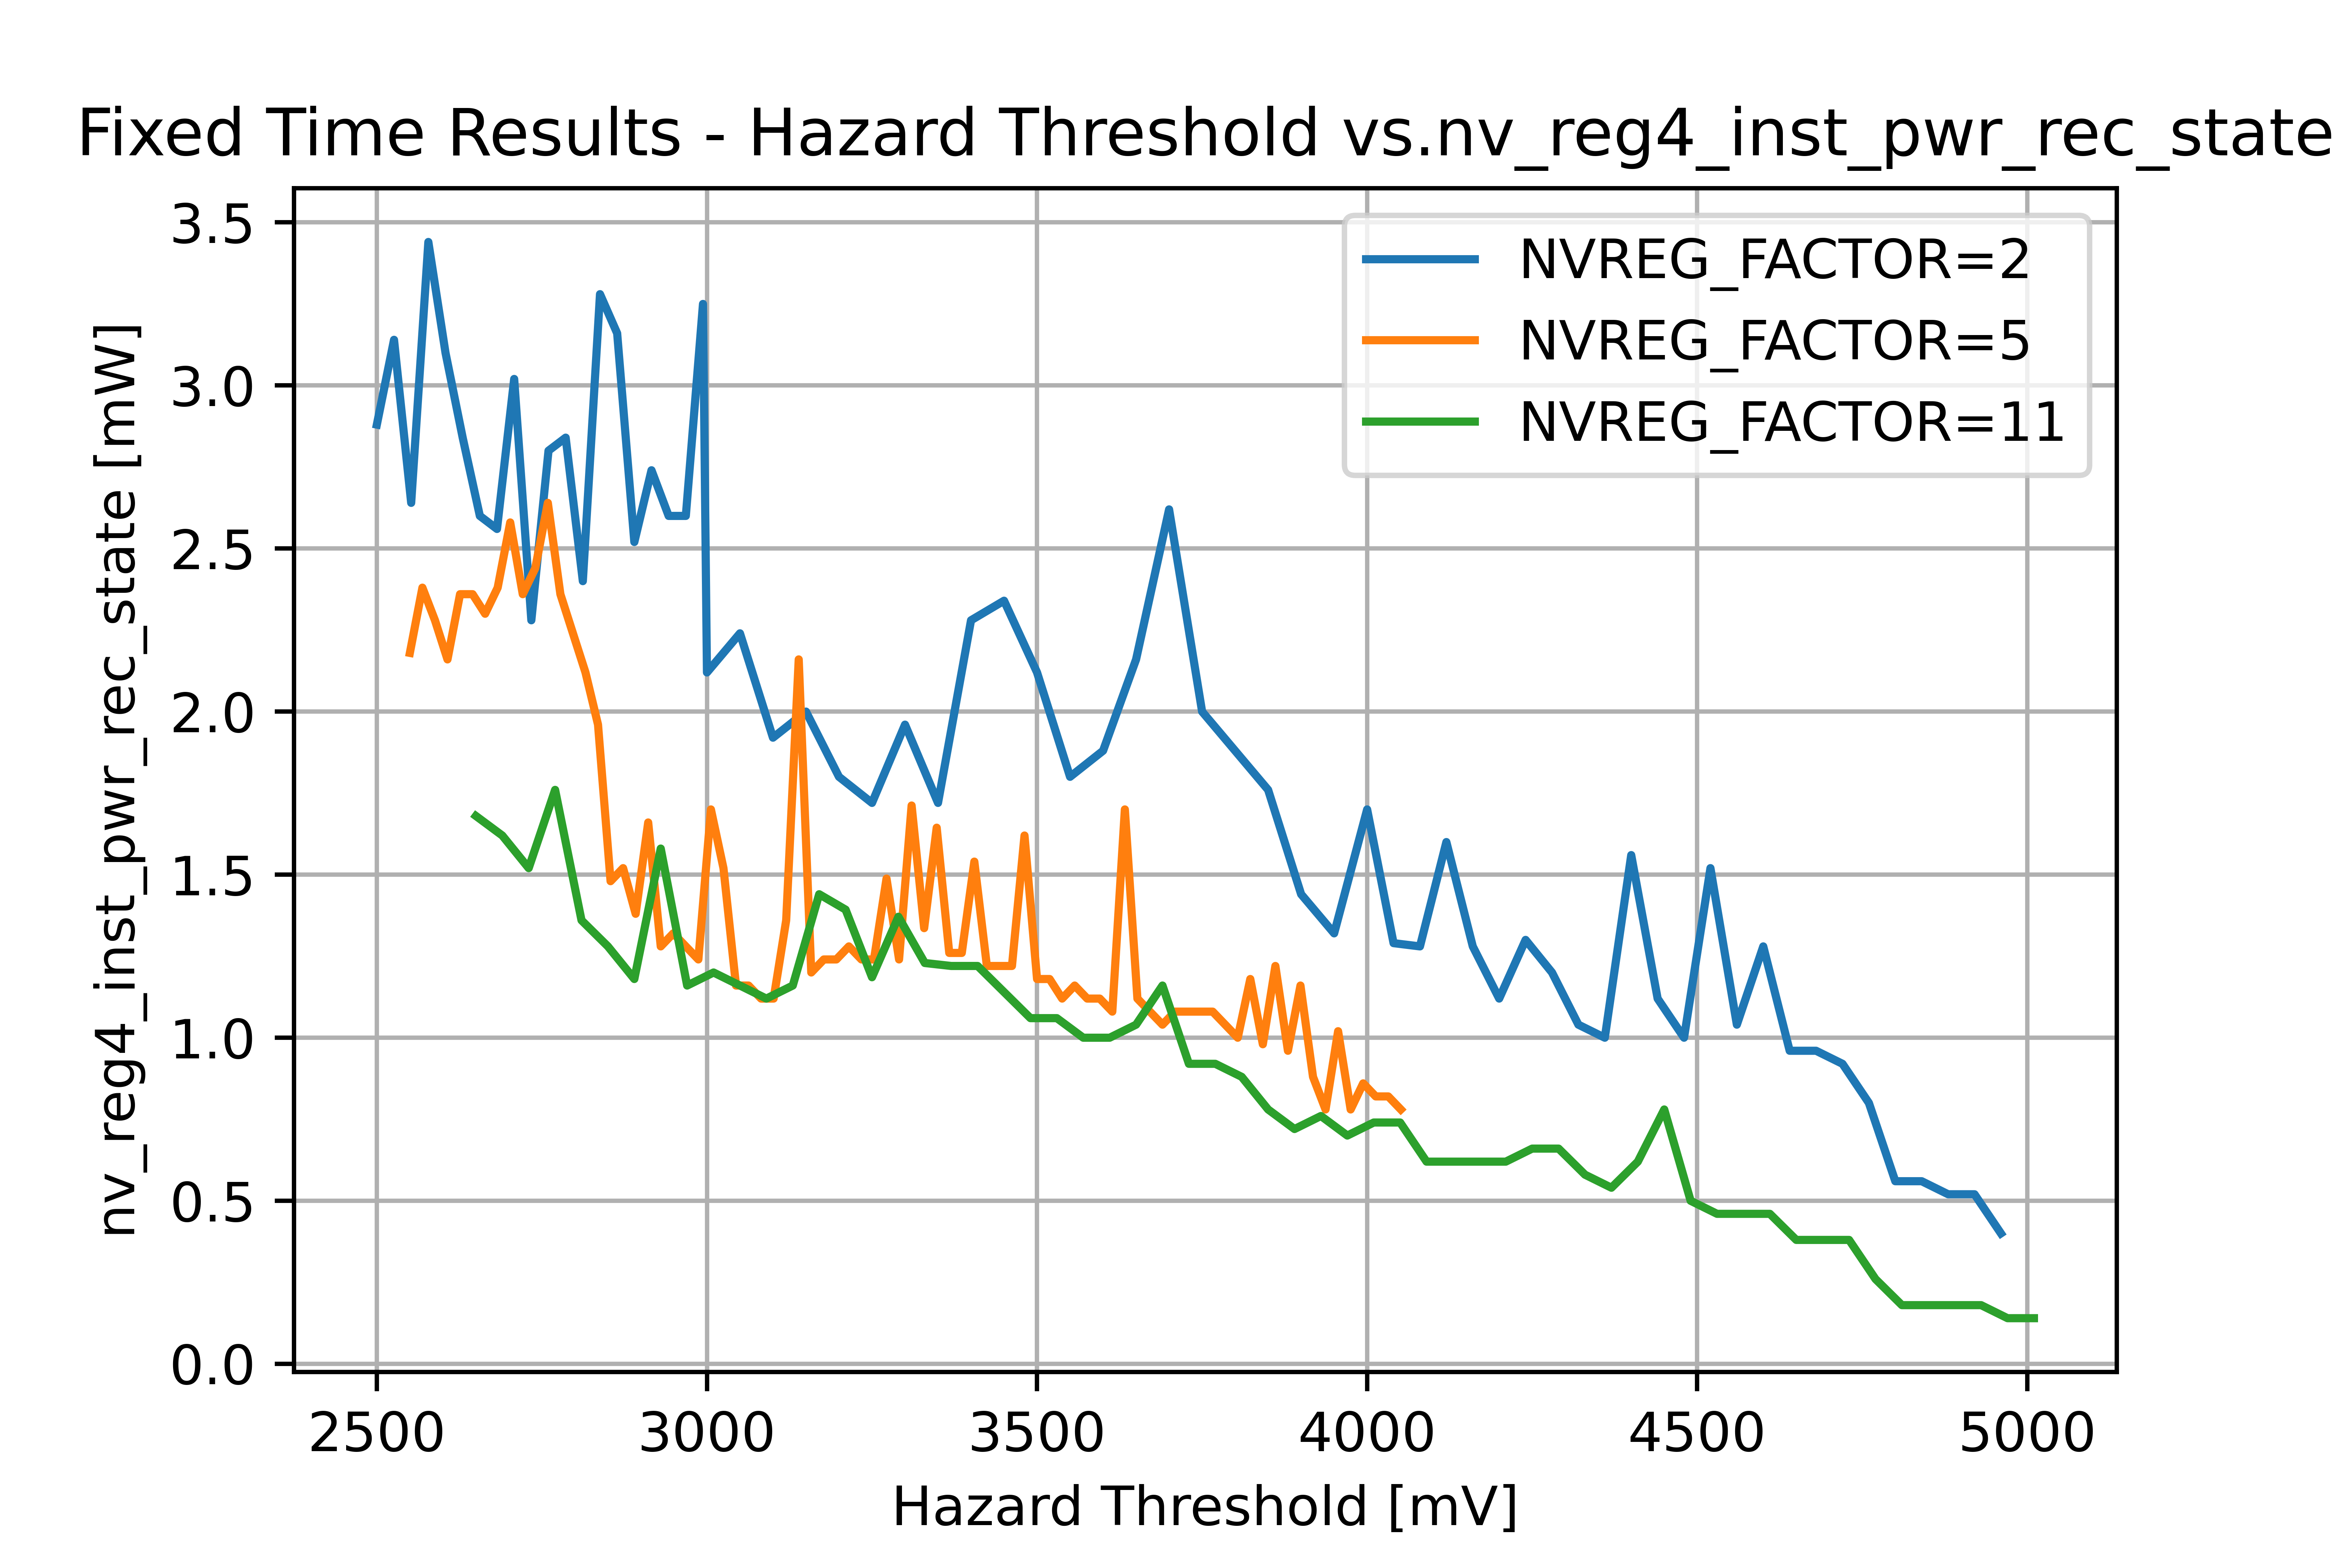 Fixed Time Results - Hazard Threshold vs.nv_reg4_inst_pwr_rec_state
NVREG_FACTOR=2
NVREG_FACTOR=5
NVREG_FACTOR=11
nv_reg4_inst_pwr_rec_state [mW]
3.5
3.0
2.5
2.0
1.5
1.0
0.5
0.0
2500 3000 3500 4000 4500 5000
Hazard Threshold [mV]